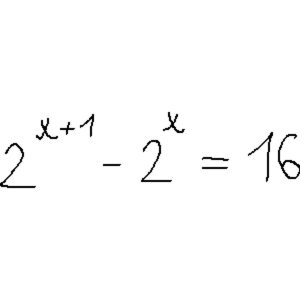 2^{x+1} - 2^x = 16